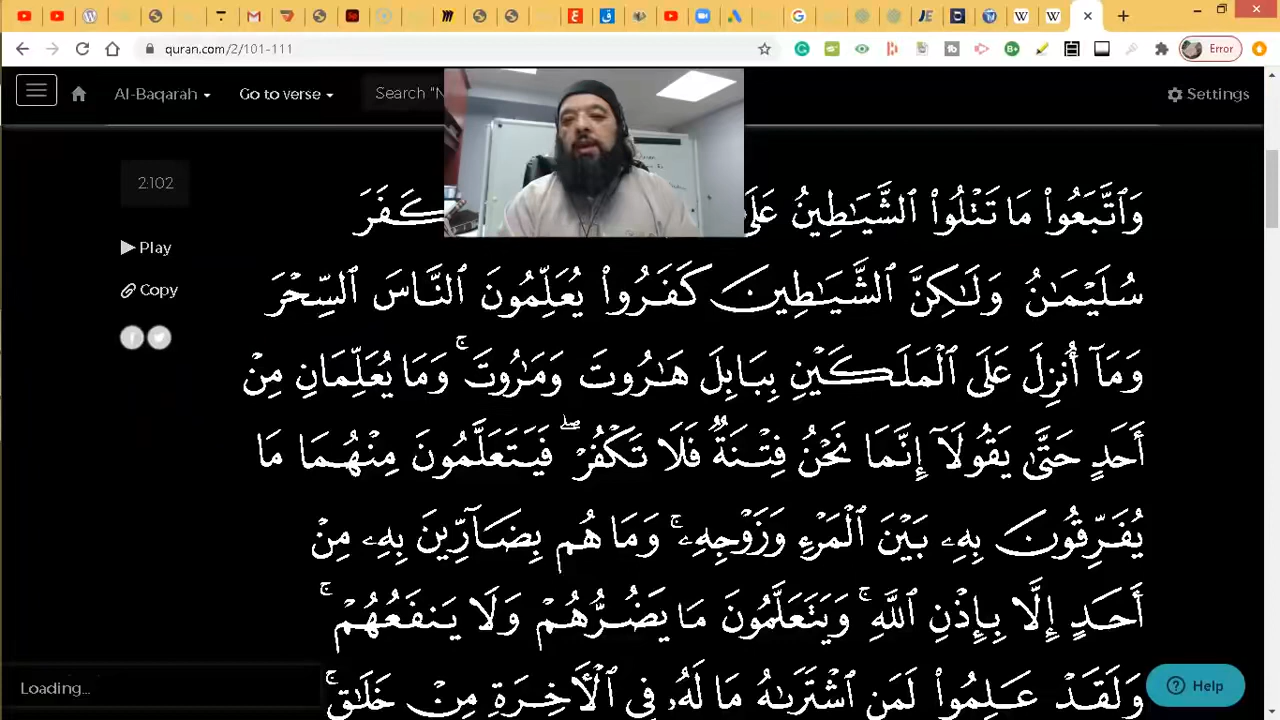 quran.com/2/101-111
Error
Al-Baqarah
Go to verse
Search "N
Settings
2:102
Play
Copy
وَٱتَّبَعُوا۟ مَا تَتْلُوا۟ ٱلشَّيَـٰطِينُ عَلَىٰ كَفَرَ
سُلَيْمَـٰنُ وَلَـٰكِنَّ ٱلشَّيَـٰطِينَ كَفَرُوا۟ يُعَلِّمُونَ ٱلنَّاسَ ٱلسِّحْرَ
وَمَآ أُنزِلَ عَلَى ٱلْمَلَكَيْنِ بِبَابِلَ هَـٰرُوتَ وَمَـٰرُوتَ ۚ وَمَا يُعَلِّمَانِ مِنْ
أَحَدٍ حَتَّىٰ يَقُولَآ إِنَّمَا نَحْنُ فِتْنَةٌ فَلَا تَكْفُرْ ۖ فَيَتَعَلَّمُونَ مِنْهُمَا مَا
يُفَرِّقُونَ بِهِۦ بَيْنَ ٱلْمَرْءِ وَزَوْجِهِۦ ۚ وَمَا هُم بِضَآرِّينَ بِهِۦ مِنْ
أَحَدٍ إِلَّا بِإِذْنِ ٱللَّهِ ۚ وَيَتَعَلَّمُونَ مَا يَضُرُّهُمْ وَلَا يَنفَعُهُمْ ۚ
وَلَقَدْ عَلِمُوا۟ لَمَنِ ٱشْتَرَىٰهُ مَا لَهُۥ فِى ٱلْـَٔاخِرَةِ مِنْ خَلَـٰقٍ ۚ
Loading...
Help